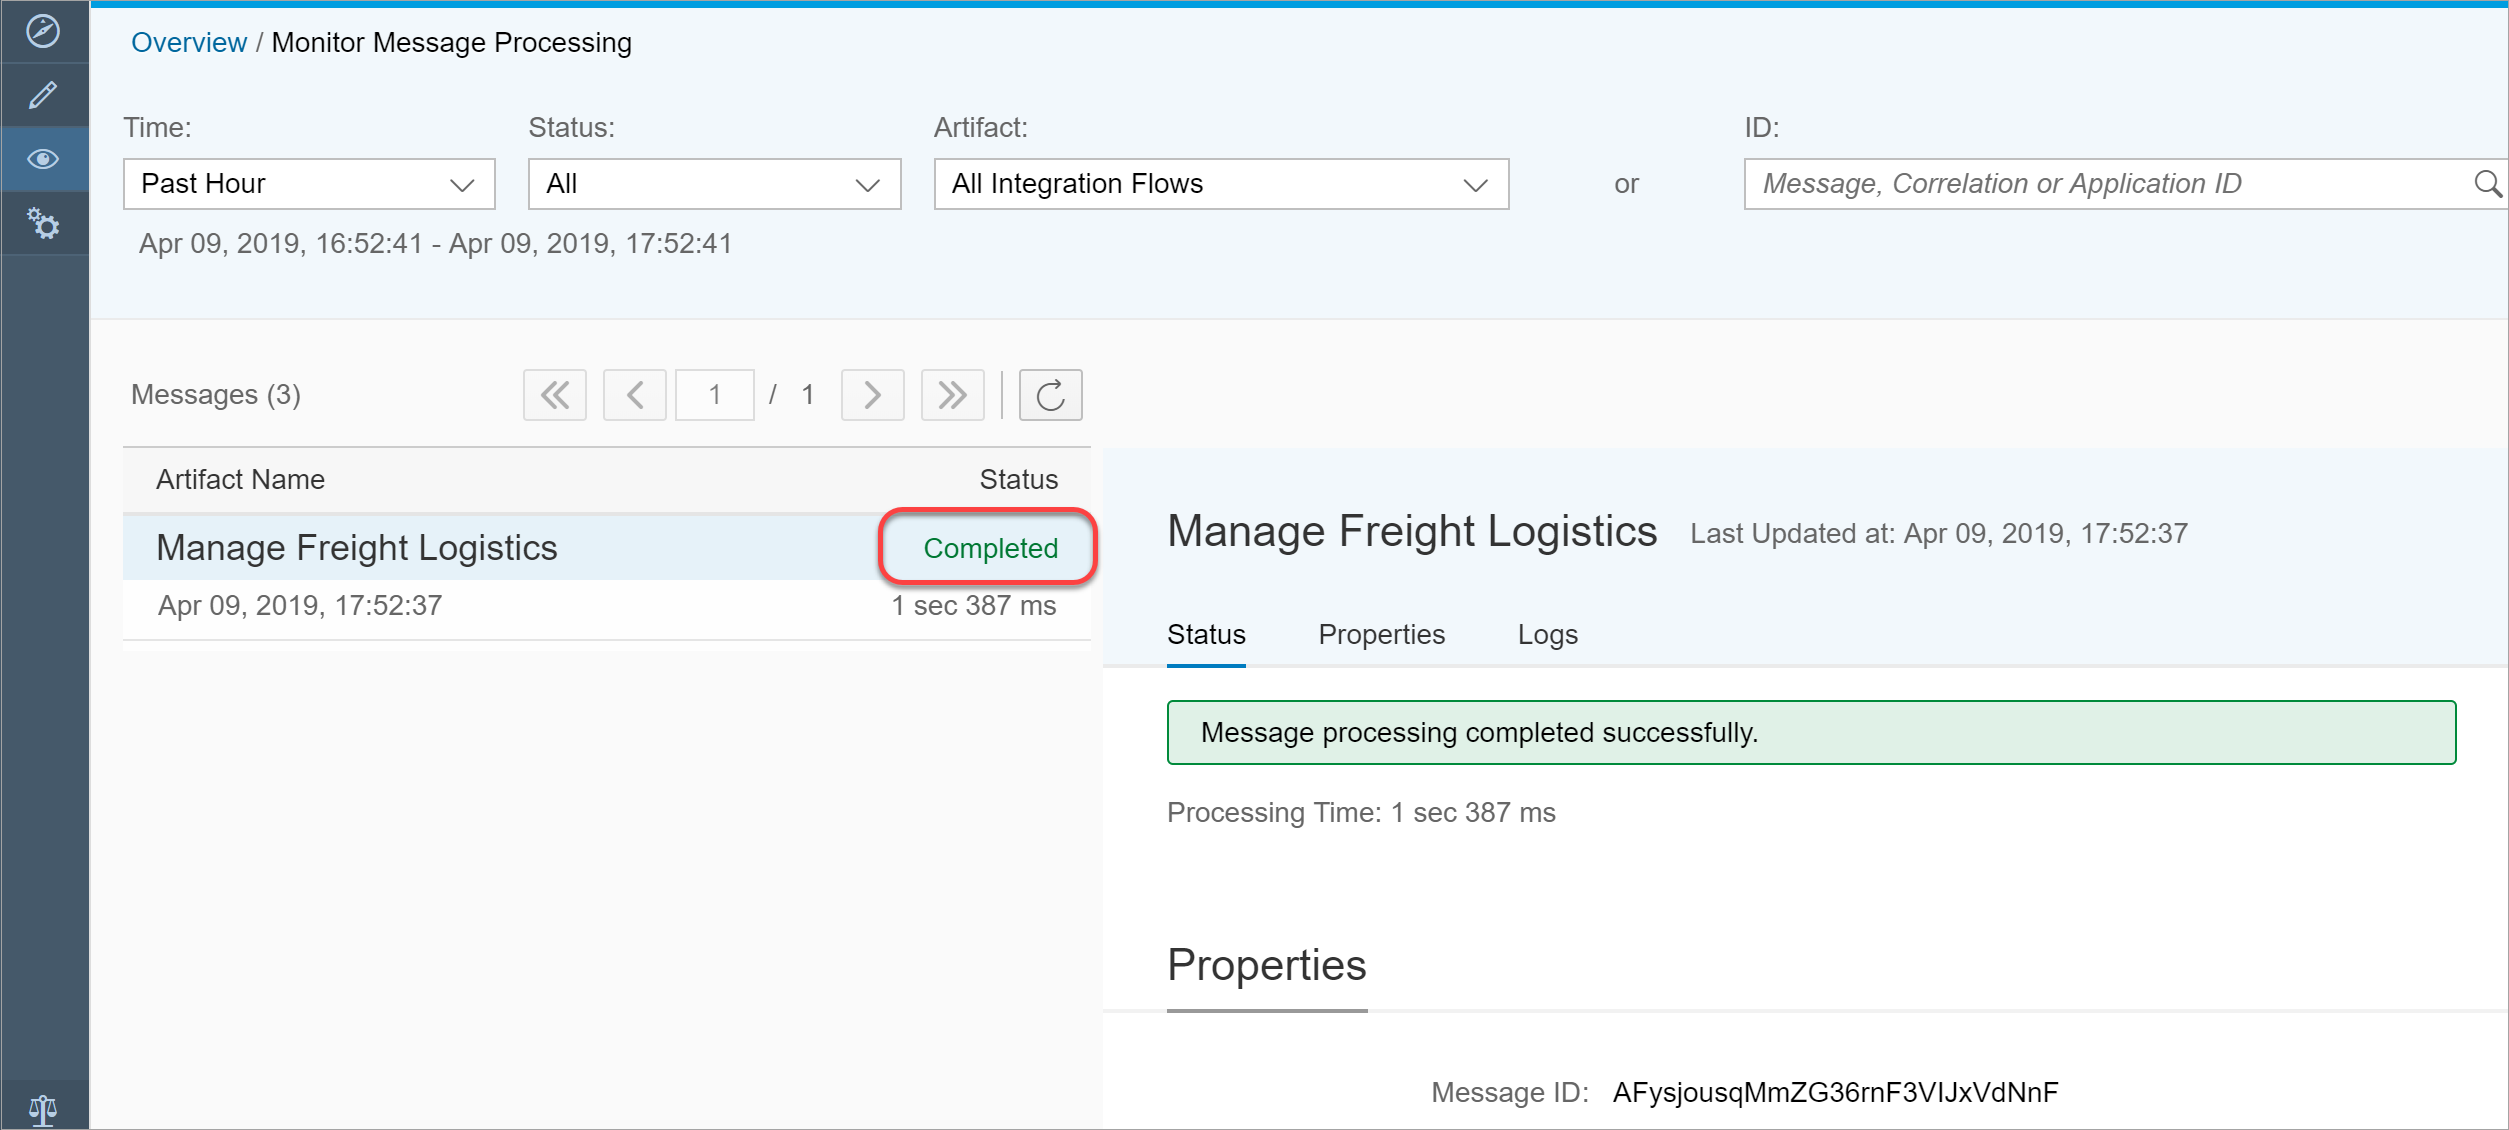 Overview / Monitor Message Processing
Time:
Status:
Artifact:
ID:
Past Hour
All
All Integration Flows
or
Message, Correlation or Application ID
Apr 09, 2019, 16:52:41 - Apr 09, 2019, 17:52:41
Messages (3)
1 / 1
Artifact Name
Status
Manage Freight Logistics
Completed
Apr 09, 2019, 17:52:37
1 sec 387 ms
Manage Freight Logistics
Last Updated at: Apr 09, 2019, 17:52:37
Status
Properties
Logs
Message processing completed successfully.
Processing Time: 1 sec 387 ms
Properties
Message ID: AFysjousqMmZG36rnF3VIJxVdNnF